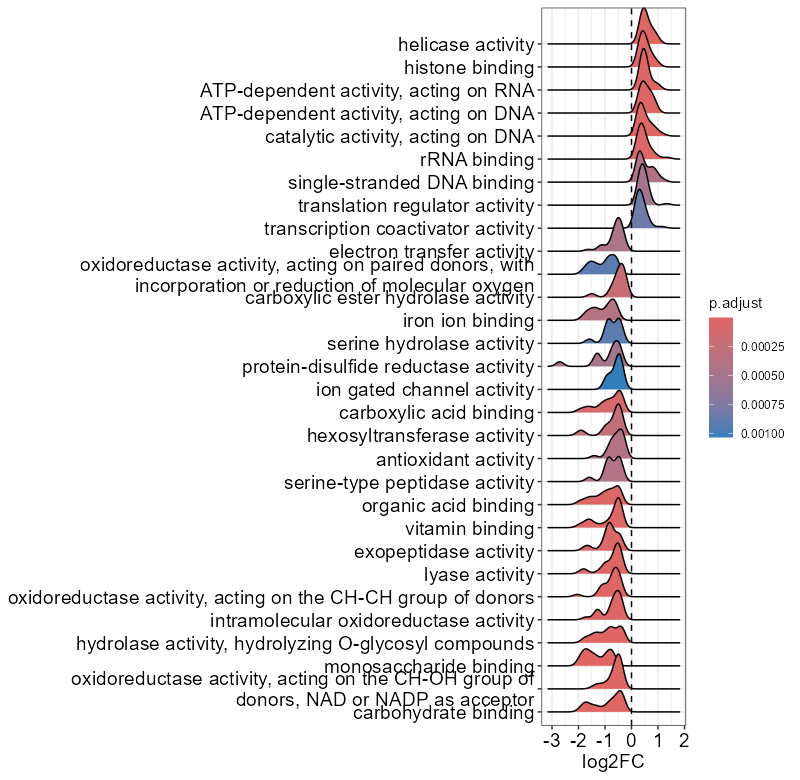 helicase activity
histone binding
ATP-dependent activity, acting on RNA
ATP-dependent activity, acting on DNA
catalytic activity, acting on DNA
rRNA binding
single-stranded DNA binding
translation regulator activity
transcription coactivator activity
electron transfer activity
oxidoreductase activity, acting on paired donors, with
incorporation or reduction of molecular oxygen
carboxylic ester hydrolase activity
iron ion binding
serine hydrolase activity
protein-disulfide reductase activity
ion gated channel activity
carboxylic acid binding
hexosyltransferase activity
antioxidant activity
serine-type peptidase activity
organic acid binding
vitamin binding
exopeptidase activity
lyase activity
oxidoreductase activity, acting on the CH-CH group of donors
intramolecular oxidoreductase activity
hydrolase activity, hydrolyzing O-glycosyl compounds
monosaccharide binding
oxidoreductase activity, acting on the CH-OH group of
donors, NAD or NADP as acceptor
carbohydrate binding
-3 -2 -1 0 1 2
log2FC
p.adjust
0.00025
0.00050
0.00075
0.00100